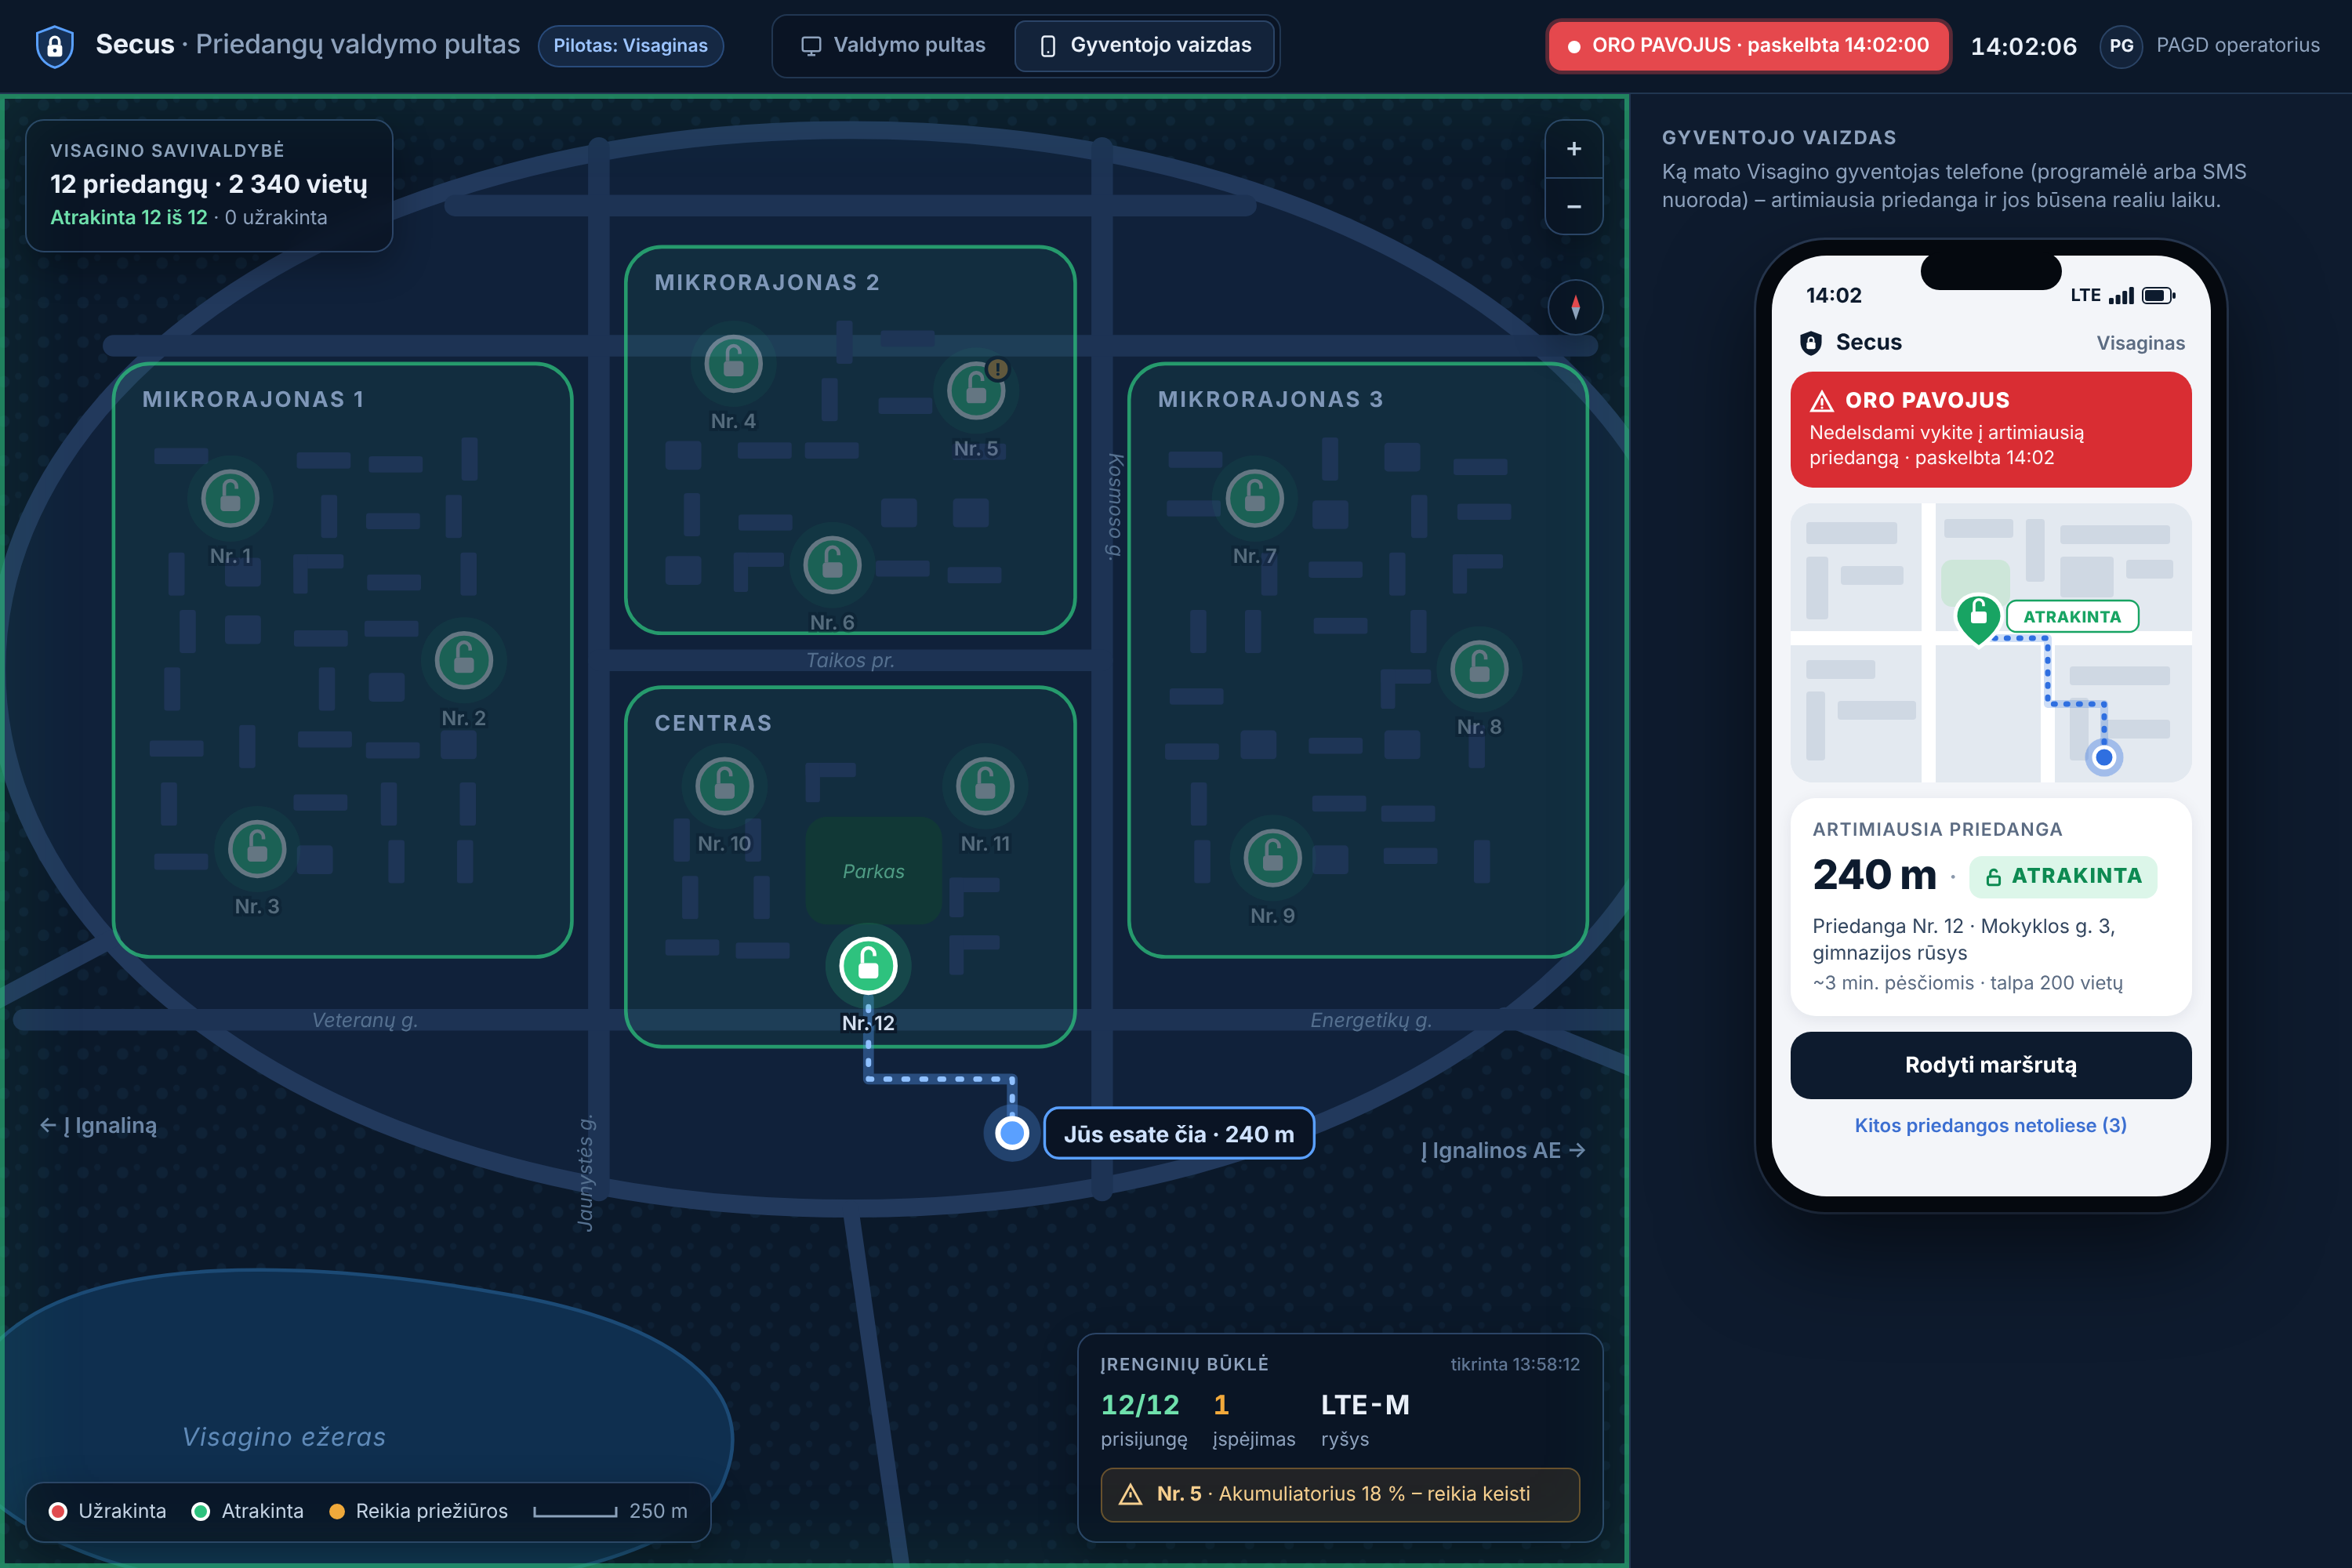 Secus · Priedangų valdymo pultas
Pilotas: Visaginas
Valdymo pultas
Gyventojo vaizdas
ORO PAVOJUS · paskelbta 14:02:00
14:02:06
PG
PAGD operatorius
VISAGINO SAVIVALDYBĖ
12 priedangų · 2 340 vietų
Atrakinta 12 iš 12 · 0 užrakinta
+
−
MIKRORAJONAS 2
Nr. 4
Nr. 5
Nr. 6
MIKRORAJONAS 1
Nr. 1
Nr. 2
Nr. 3
MIKRORAJONAS 3
Nr. 7
Nr. 8
Nr. 9
Kosmoso g.
Taikos pr.
CENTRAS
Nr. 10
Nr. 11
Parkas
Nr. 12
Veteranų g.
Energetikų g.
Jaunystės g.
← Į Ignaliną
Jūs esate čia · 240 m
Į Ignalinos AE →
Visagino ežeras
Užrakinta
Atrakinta
Reikia priežiūros
250 m
ĮRENGINIŲ BŪKLĖ
tikrinta 13:58:12
12/12
prisijungę
1
įspėjimas
LTE-M
ryšys
Nr. 5 · Akumuliatorius 18 % – reikia keisti
GYVENTOJO VAIZDAS
Ką mato Visagino gyventojas telefone (programėlė arba SMS
nuoroda) – artimiausia priedanga ir jos būsena realiu laiku.
14:02
LTE
Secus
Visaginas
ORO PAVOJUS
Nedelsdami vykite į artimiausią
priedangą · paskelbta 14:02
ATRAKINTA
ARTIMIAUSIA PRIEDANGA
240 m · ATRAKINTA
Priedanga Nr. 12 · Mokyklos g. 3,
gimnazijos rūsys
~3 min. pėsčiomis · talpa 200 vietų
Rodyti maršrutą
Kitos priedangos netoliese (3)